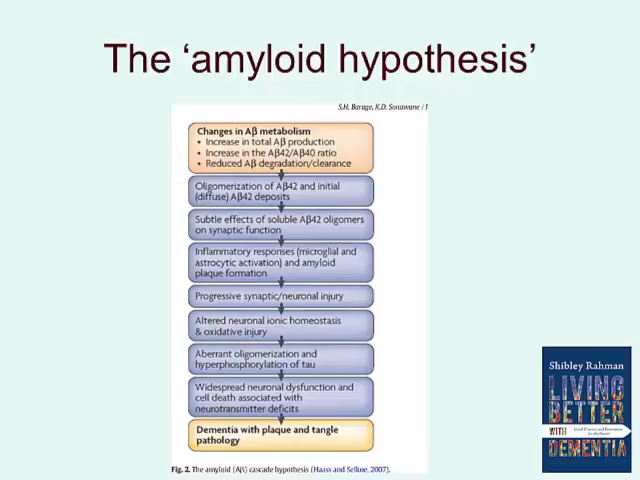 The ‘amyloid hypothesis’
S.H. Barage, K.D. Sonawane / I
Changes in Aβ metabolism
• Increase in total Aβ production
• Increase in the Aβ42/Aβ40 ratio
• Reduced Aβ degradation/clearance
Oligomerization of Aβ42 and initial
(diffuse) Aβ42 deposits
Subtle effects of soluble Aβ42 oligomers
on synaptic function
Inflammatory responses (microglial and
astrocytic activation) and amyloid
plaque formation
Progressive synaptic/neuronal injury
Altered neuronal ionic homeostasis
& oxidative injury
Aberrant oligomerization and
hyperphosphorylation of tau
Widespread neuronal dysfunction and
cell death associated with
neurotransmitter deficits
Dementia with plaque and tangle
pathology
Fig. 2. The amyloid (Aβ) cascade hypothesis (Haass and Selkoe, 2007).
Shibley Rahman
LIVING
BETTER
WITH
DEMENTIA